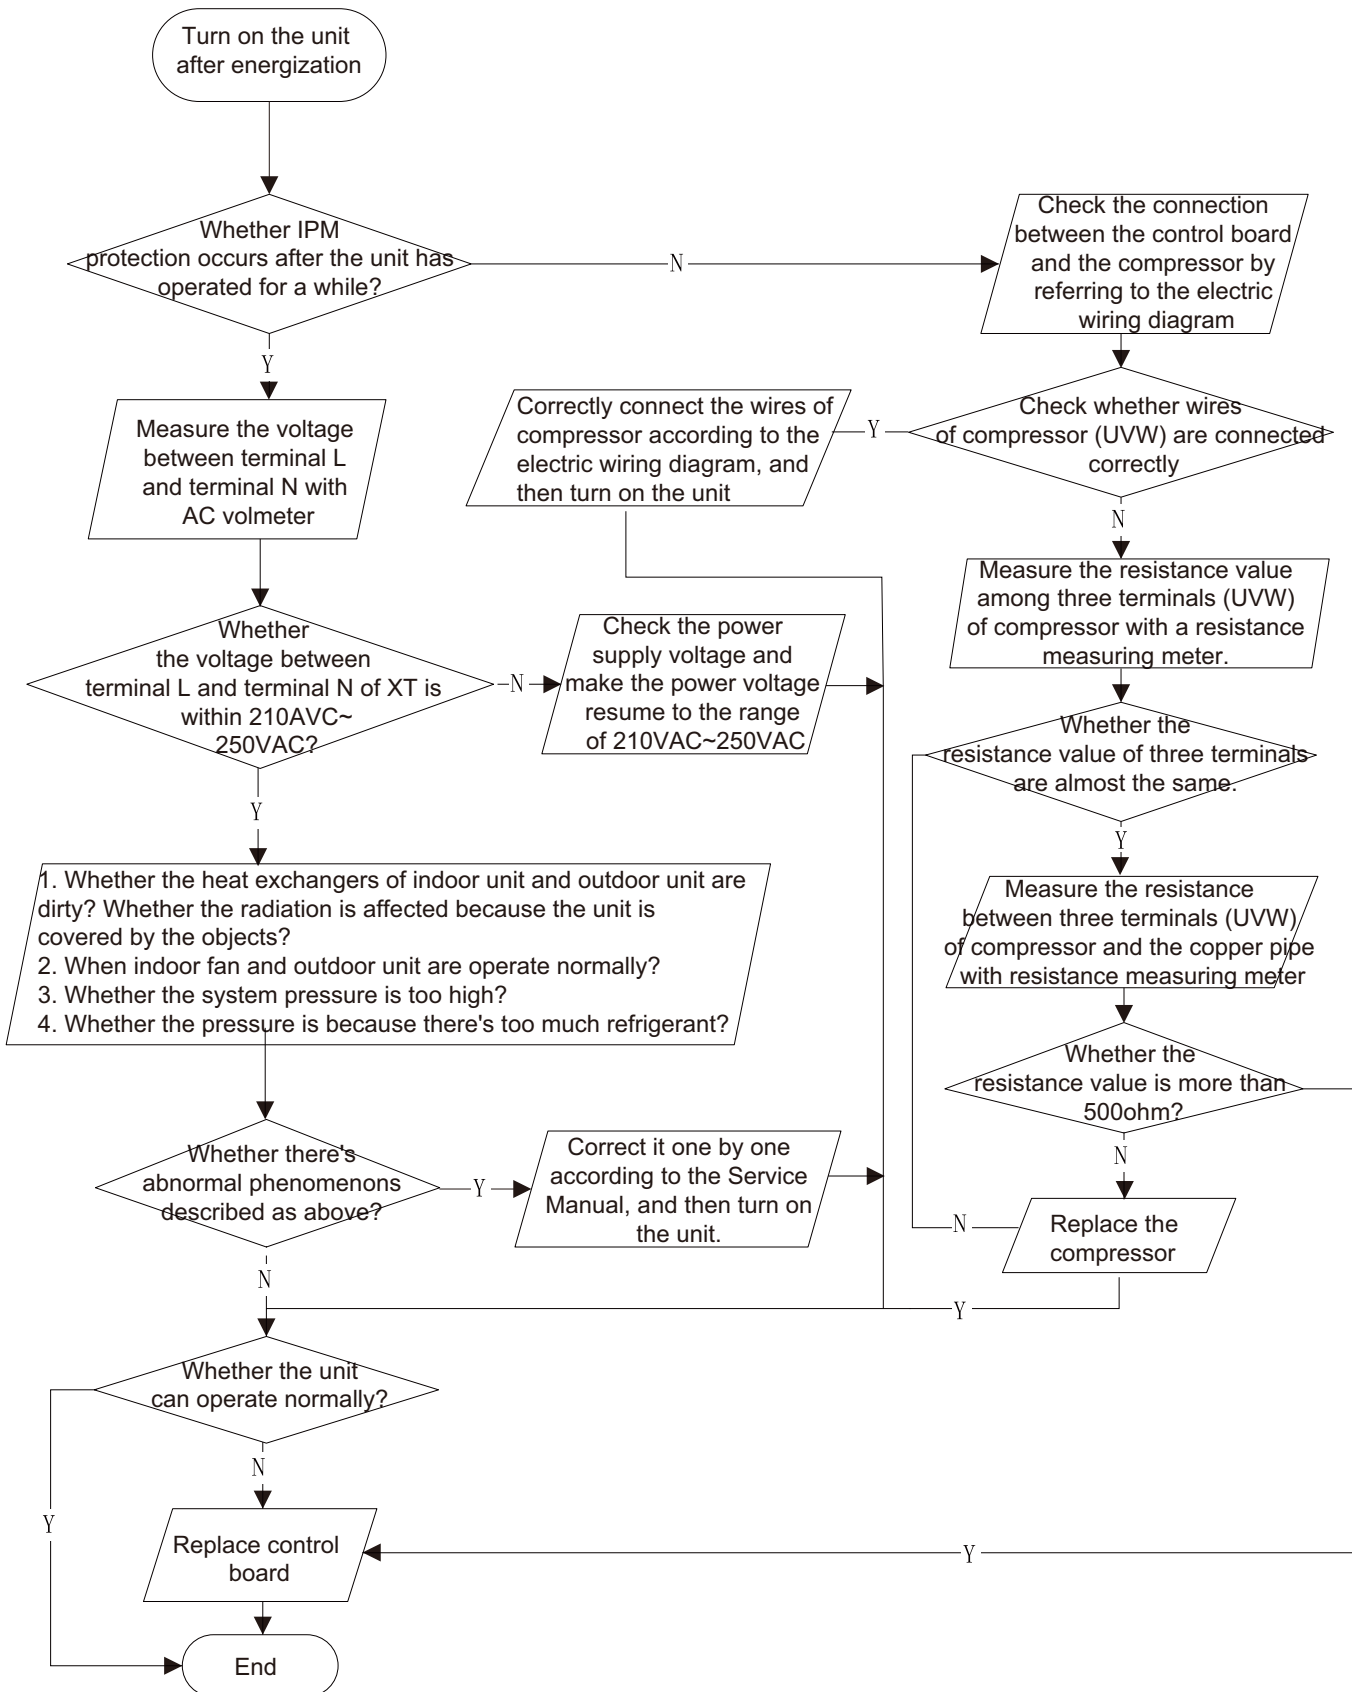 Turn on the unit
after energization
Whether IPM
protection occurs after the unit has
operated for a while?
N
Check the connection
between the control board
and the compressor by
referring to the electric
wiring diagram
Y
Measure the voltage
between terminal L
and terminal N with
AC volmeter
Correctly connect the wires of
compressor according to the
electric wiring diagram, and
then turn on the unit
Y
Check whether wires
of compressor (UVW) are connected
correctly
N
Measure the resistance value
among three terminals (UVW)
of compressor with a resistance
measuring meter.
Whether
the voltage between
terminal L and terminal N of XT is
within 210AVC~
250VAC?
N
Check the power
supply voltage and
make the power voltage
resume to the range
of 210VAC~250VAC
Whether the
resistance value of three terminals
are almost the same.
Y
Y
1. Whether the heat exchangers of indoor unit and outdoor unit are
dirty? Whether the radiation is affected because the unit is
covered by the objects?
2. When indoor fan and outdoor unit are operate normally?
3. Whether the system pressure is too high?
4. Whether the pressure is because there's too much refrigerant?
Measure the resistance
between three terminals (UVW)
of compressor and the copper pipe
with resistance measuring meter
Whether the
resistance value is more than
500ohm?
N
Whether there's
abnormal phenomenons
described as above?
Y
Correct it one by one
according to the Service
Manual, and then turn on
the unit.
N
Replace the
compressor
N
Y
Whether the unit
can operate normally?
N
Y
Replace control
board
Y
End